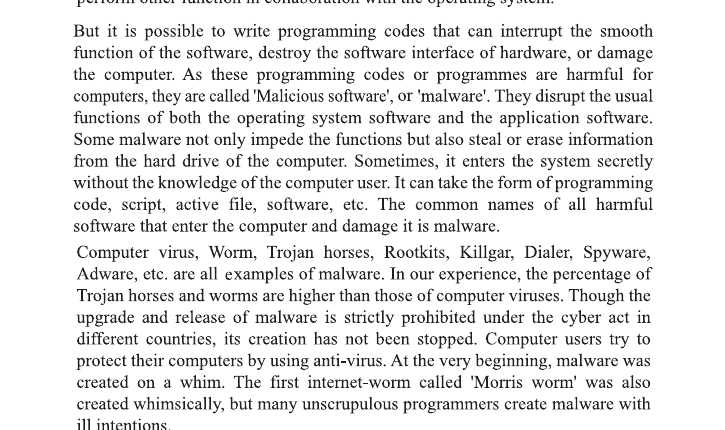 perform other function in collaboration with the operating system.
But it is possible to write programming codes that can interrupt the smooth
function of the software, destroy the software interface of hardware, or damage
the computer. As these programming codes or programmes are harmful for
computers, they are called 'Malicious software', or 'malware'. They disrupt the usual
functions of both the operating system software and the application software.
Some malware not only impede the functions but also steal or erase information
from the hard drive of the computer. Sometimes, it enters the system secretly
without the knowledge of the computer user. It can take the form of programming
code, script, active file, software, etc. The common names of all harmful
software that enter the computer and damage it is malware.
Computer virus, Worm, Trojan horses, Rootkits, Killgar, Dialer, Spyware,
Adware, etc. are all examples of malware. In our experience, the percentage of
Trojan horses and worms are higher than those of computer viruses. Though the
upgrade and release of malware is strictly prohibited under the cyber act in
different countries, its creation has not been stopped. Computer users try to
protect their computers by using anti-virus. At the very beginning, malware was
created on a whim. The first internet-worm called 'Morris worm' was also
created whimsically, but many unscrupulous programmers create malware with
ill intentions.